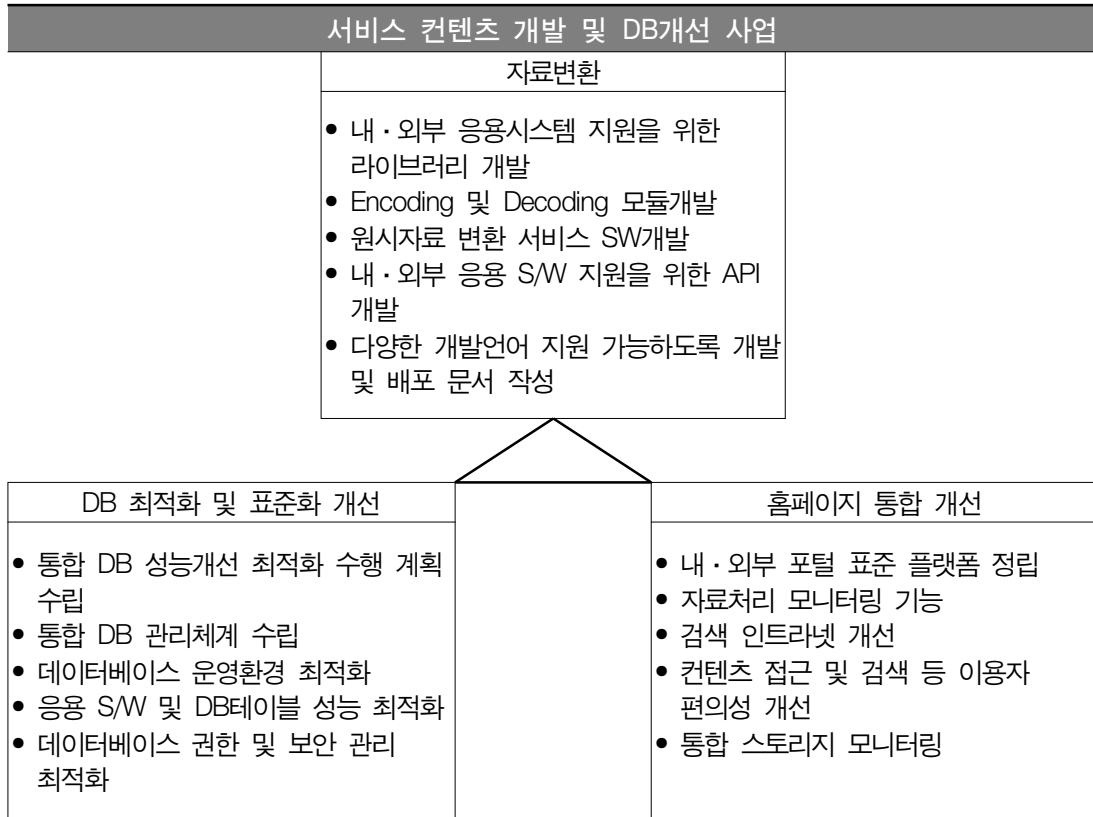 서비스 컨텐츠 개발 및 DB개선 사업
자료변환
• 내·외부 응용시스템 지원을 위한
라이브러리 개발
• Encoding 및 Decoding 모듈개발
• 원시자료 변환 서비스 SW개발
• 내·외부 응용 S/W 지원을 위한 API
개발
• 다양한 개발언어 지원 가능하도록 개발
및 배포 문서 작성
DB 최적화 및 표준화 개선
• 통합 DB 성능개선 최적화 수행 계획
수립
• 통합 DB 관리체계 수립
• 데이터베이스 운영환경 최적화
• 응용 S/W 및 DB테이블 성능 최적화
• 데이터베이스 권한 및 보안 관리
최적화
홈페이지 통합 개선
• 내·외부 포털 표준 플랫폼 정립
• 자료처리 모니터링 기능
• 검색 인트라넷 개선
• 컨텐츠 접근 및 검색 등 이용자
편의성 개선
• 통합 스토리지 모니터링